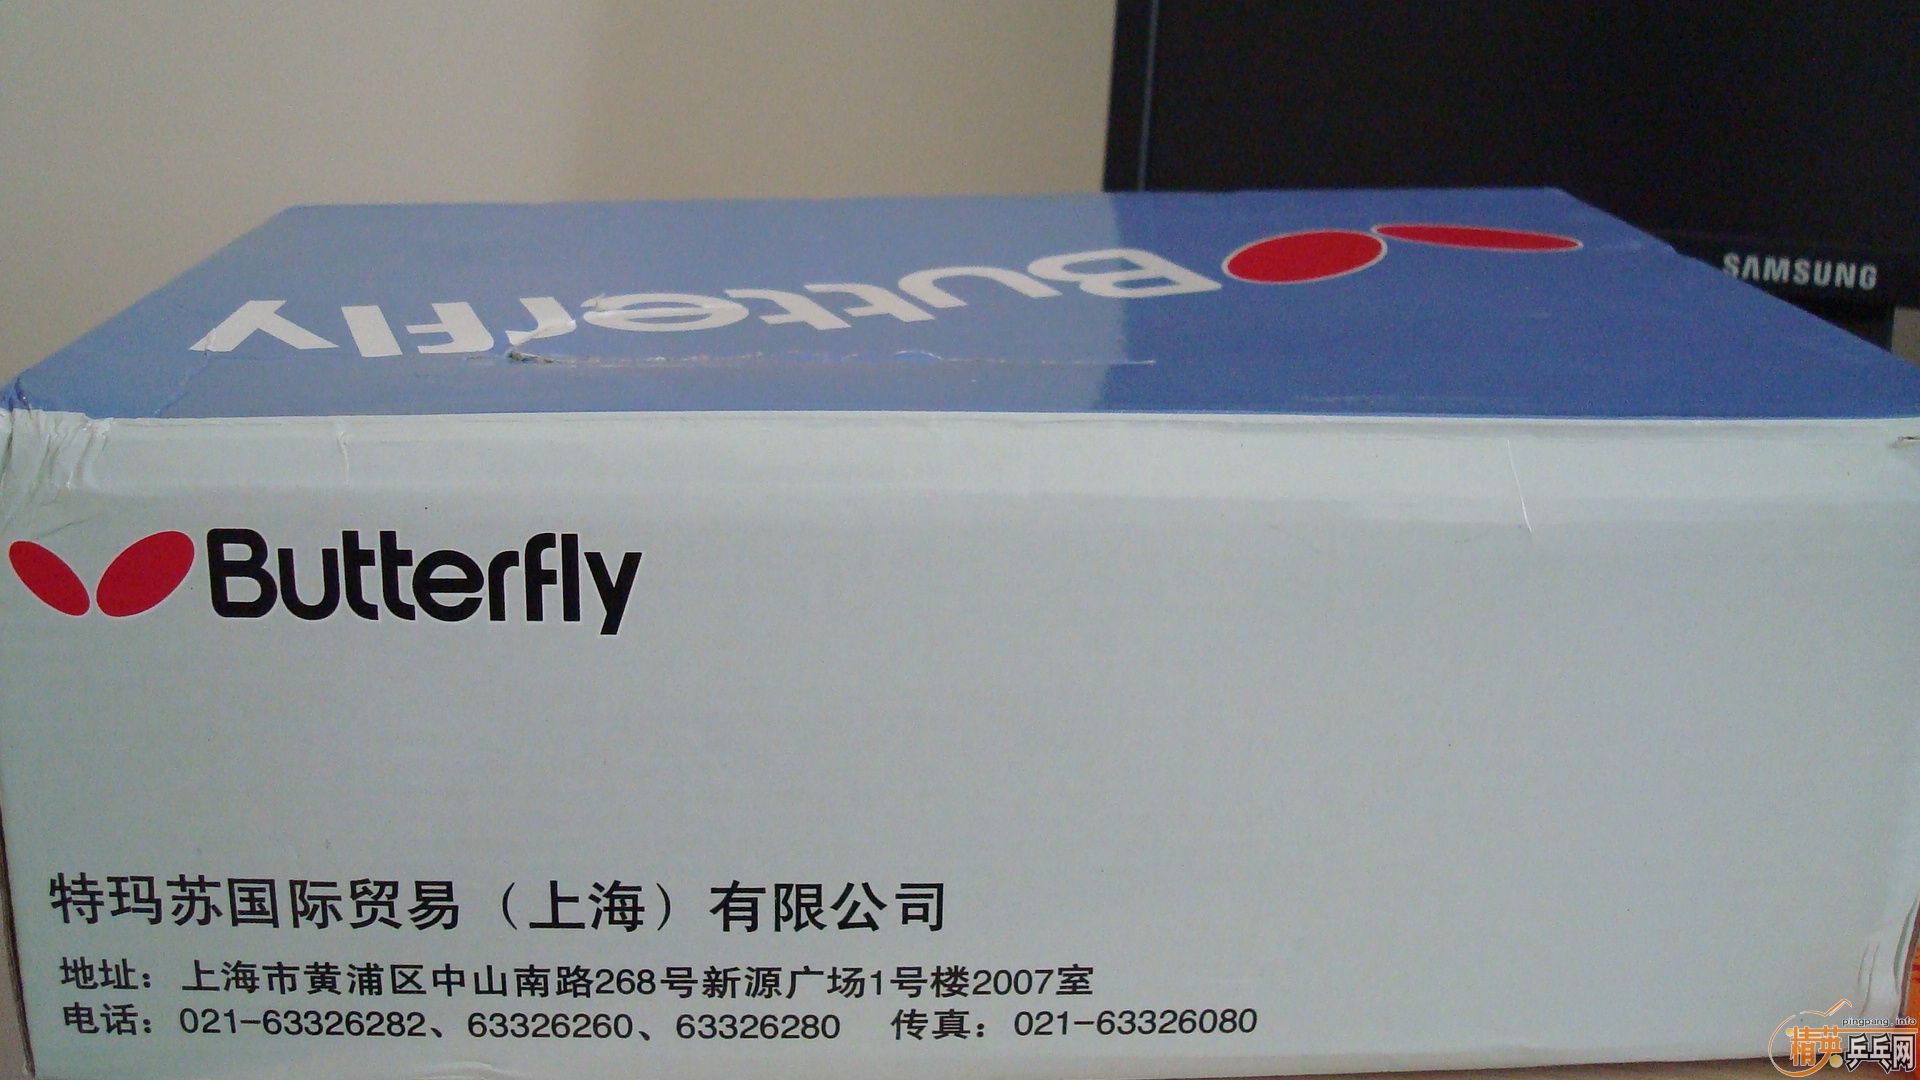 Butterfly
SAMSUNG
Butterfly
特玛苏国际贸易（上海）有限公司
地址：上海市黄浦区中山南路268号新源广场1号楼2007室
电话：021-63326282、63326260、63326280 传真：021-63326080
pingpang.info
精英乒乓网